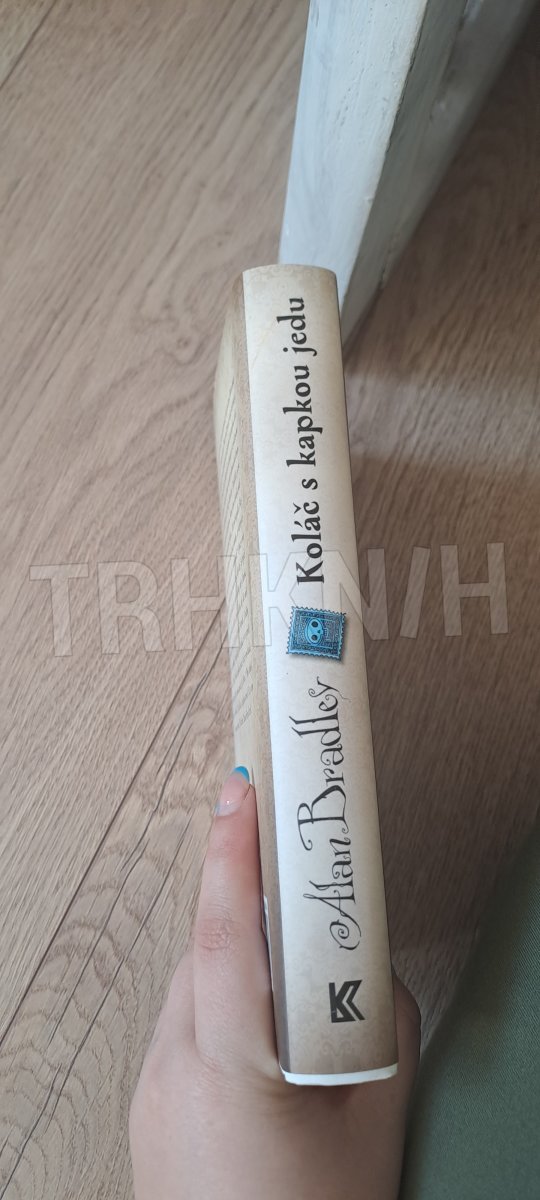 Alan Bradley
Koláč s kapkou jedu
TRHKNIH